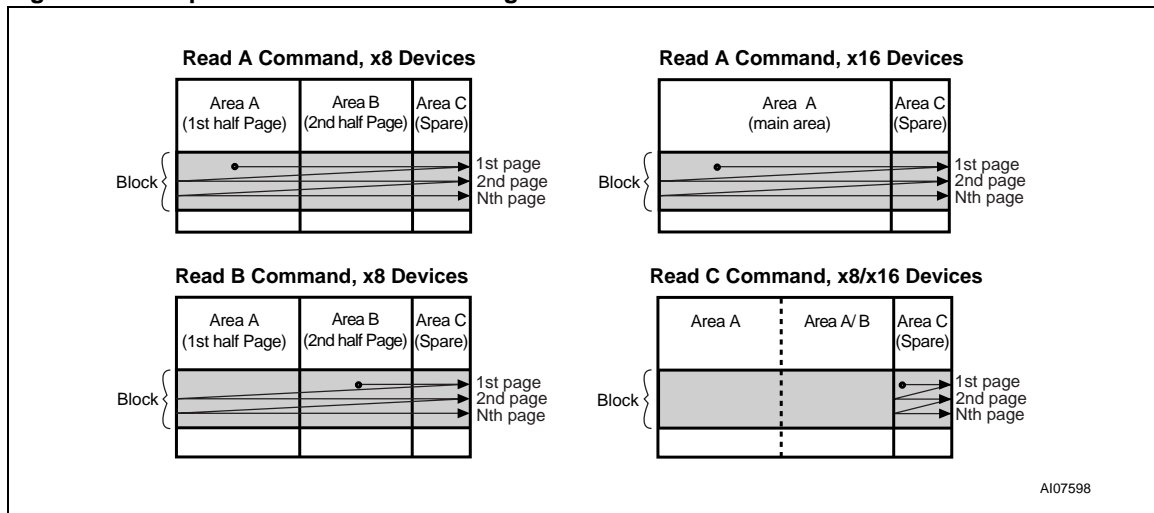 Read A Command, x8 Devices
Area A
(1st half Page)
Area B
(2nd half Page)
Area C
(Spare)
Block
1st page
2nd page
Nth page
Read A Command, x16 Devices
Area A
(main area)
Area C
(Spare)
Block
1st page
2nd page
Nth page
Read B Command, x8 Devices
Area A
(1st half Page)
Area B
(2nd half Page)
Area C
(Spare)
Block
1st page
2nd page
Nth page
Read C Command, x8/x16 Devices
Area A
Area A/ B
Area C
(Spare)
Block
1st page
2nd page
Nth page
AI07598